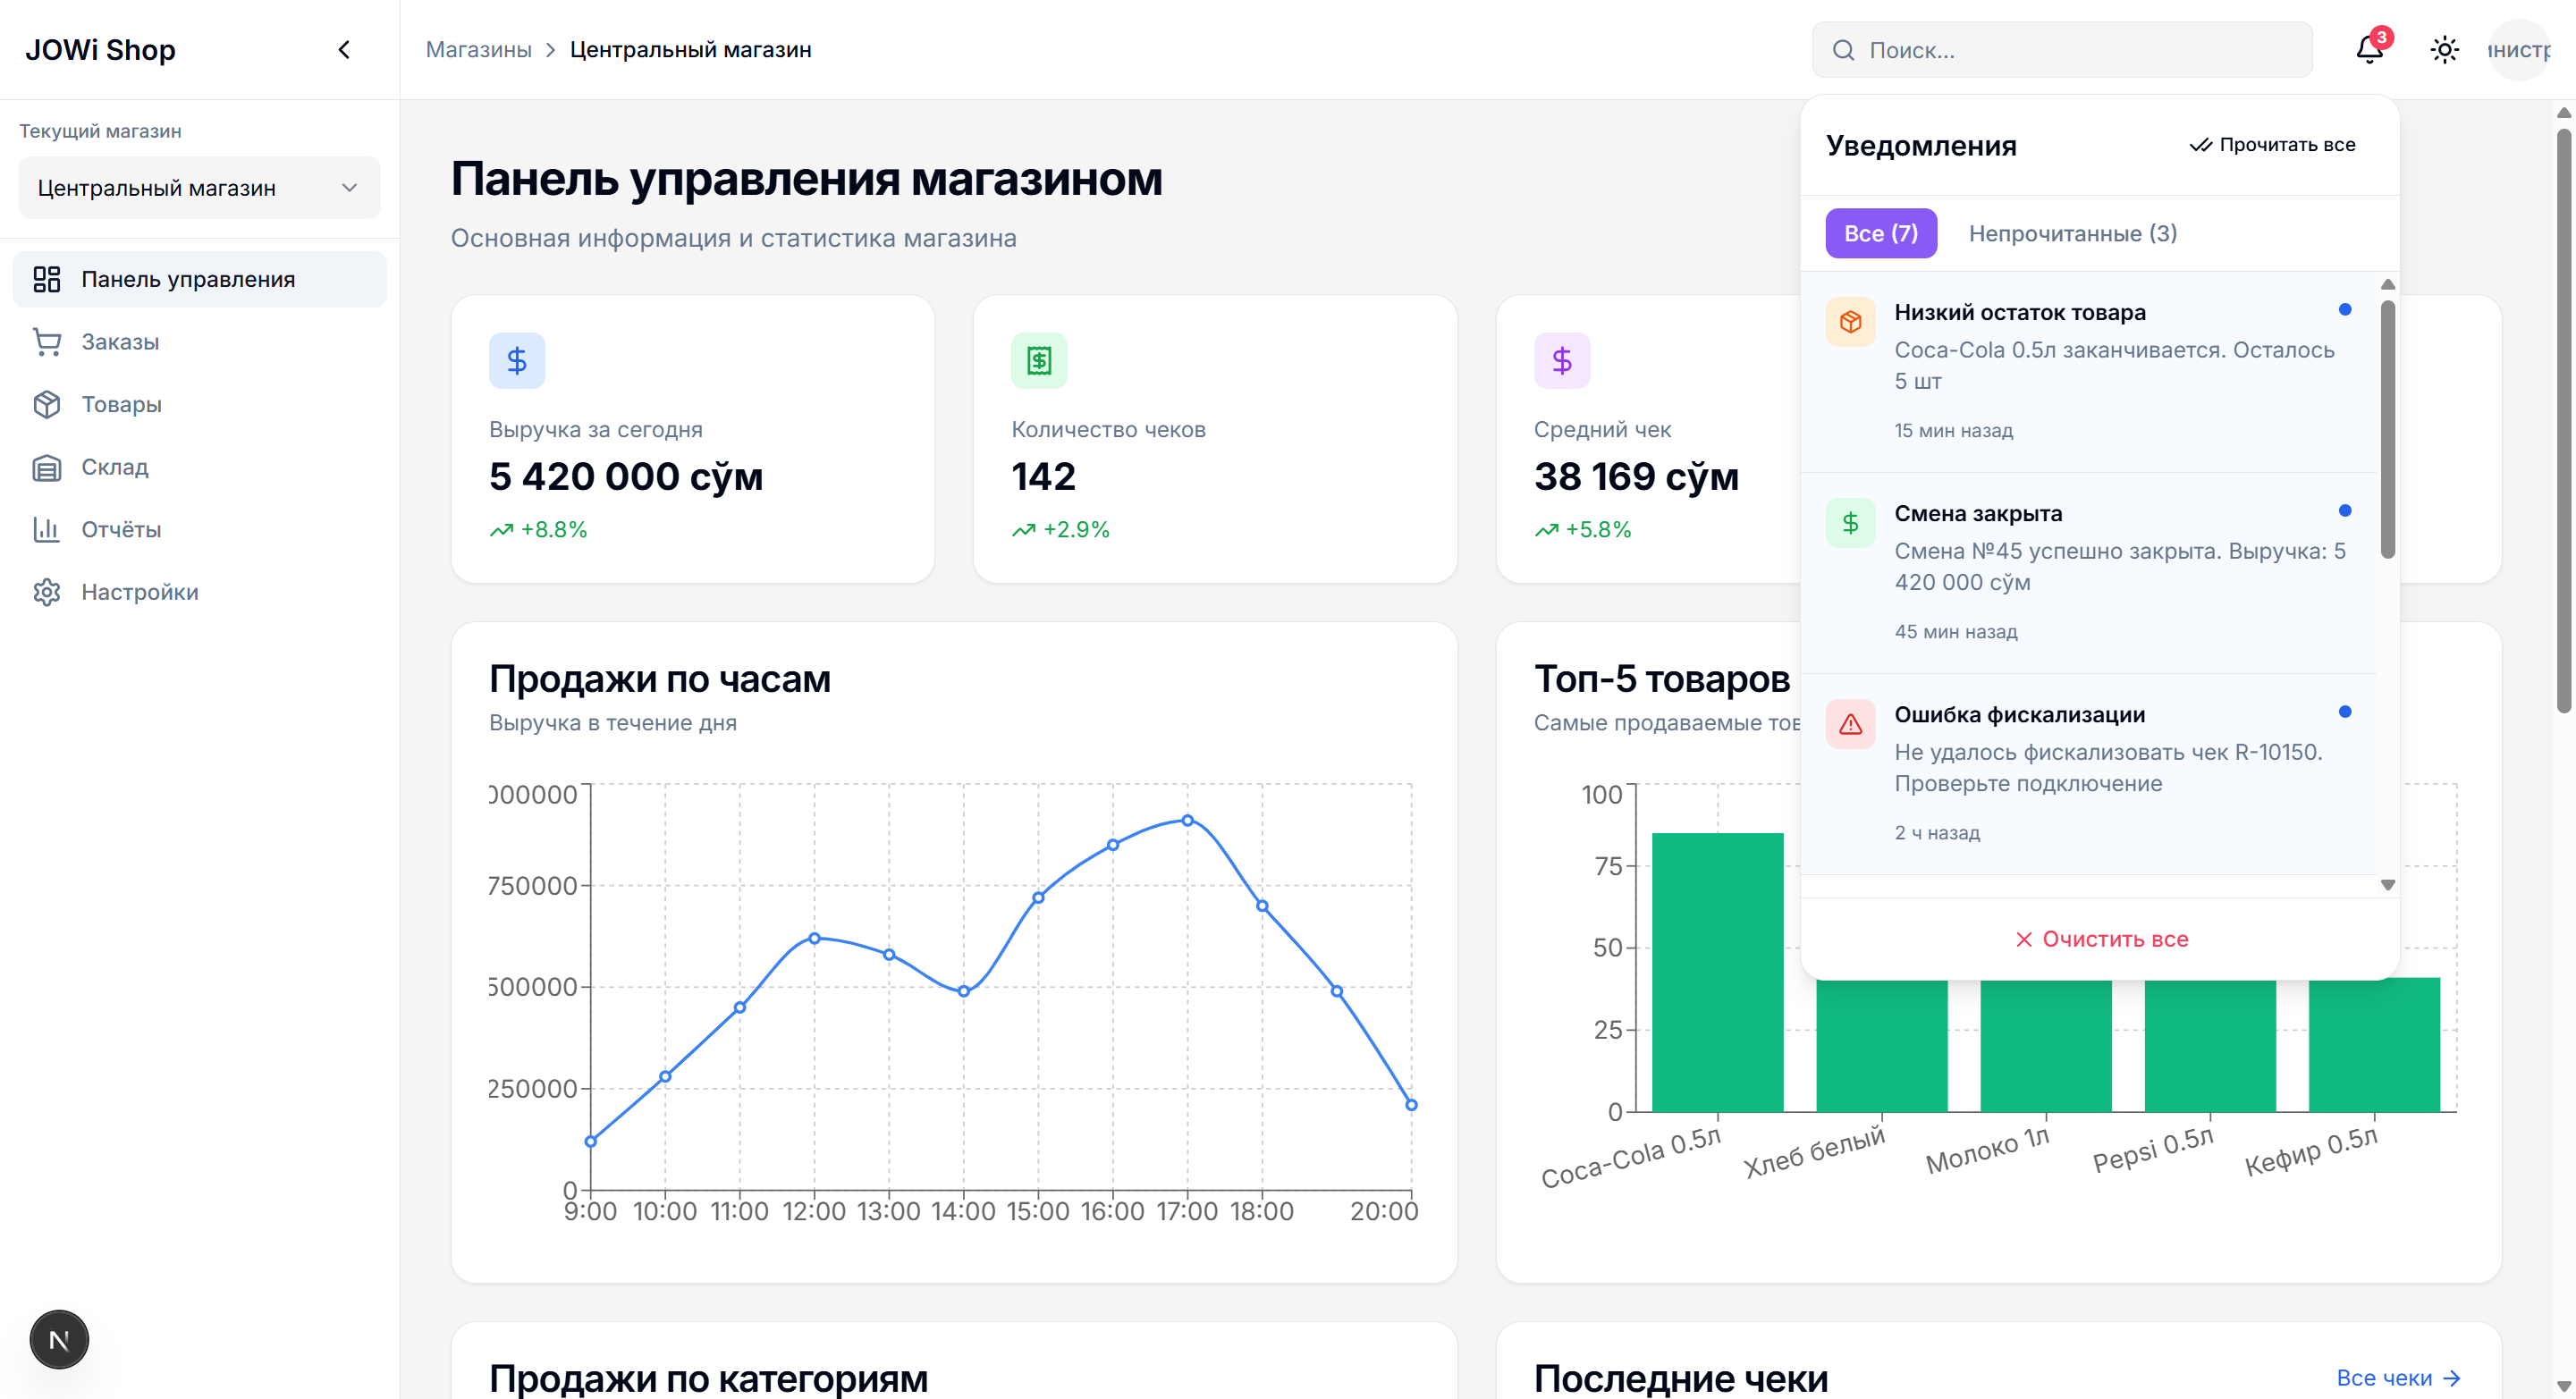 JOWi Shop
Текущий магазин
Центральный магазин
Панель управления
Заказы
Товары
Склад
Отчёты
Настройки
N
Магазины > Центральный магазин
Поиск...
3
Панель управления магазином
Основная информация и статистика магазина
Выручка за сегодня
5 420 000 сўм
+8.8%
Количество чеков
142
+2.9%
Средний чек
38 169 сўм
+5.8%
Уведомления
Прочитать все
Все (7)
Непрочитанные (3)
Низкий остаток товара
Coca-Cola 0.5л заканчивается. Осталось
5 шт
15 мин назад
Смена закрыта
Смена №45 успешно закрыта. Выручка: 5
420 000 сўм
45 мин назад
Ошибка фискализации
Не удалось фискализовать чек R-10150.
Проверьте подключение
2 ч назад
Очистить все
Продажи по часам
Выручка в течение дня
000000
750000
500000
250000
0
9:00 10:00 11:00 12:00 13:00 14:00 15:00 16:00 17:00 18:00 20:00
Топ-5 товаров
Самые продаваемые
100
75
50
25
0
Coca-Cola 0.5л
Хлеб белый
Молоко 1л
Pepsi 0.5л
Кефир 0.5л
Продажи по категориям
Последние чеки
Все чеки